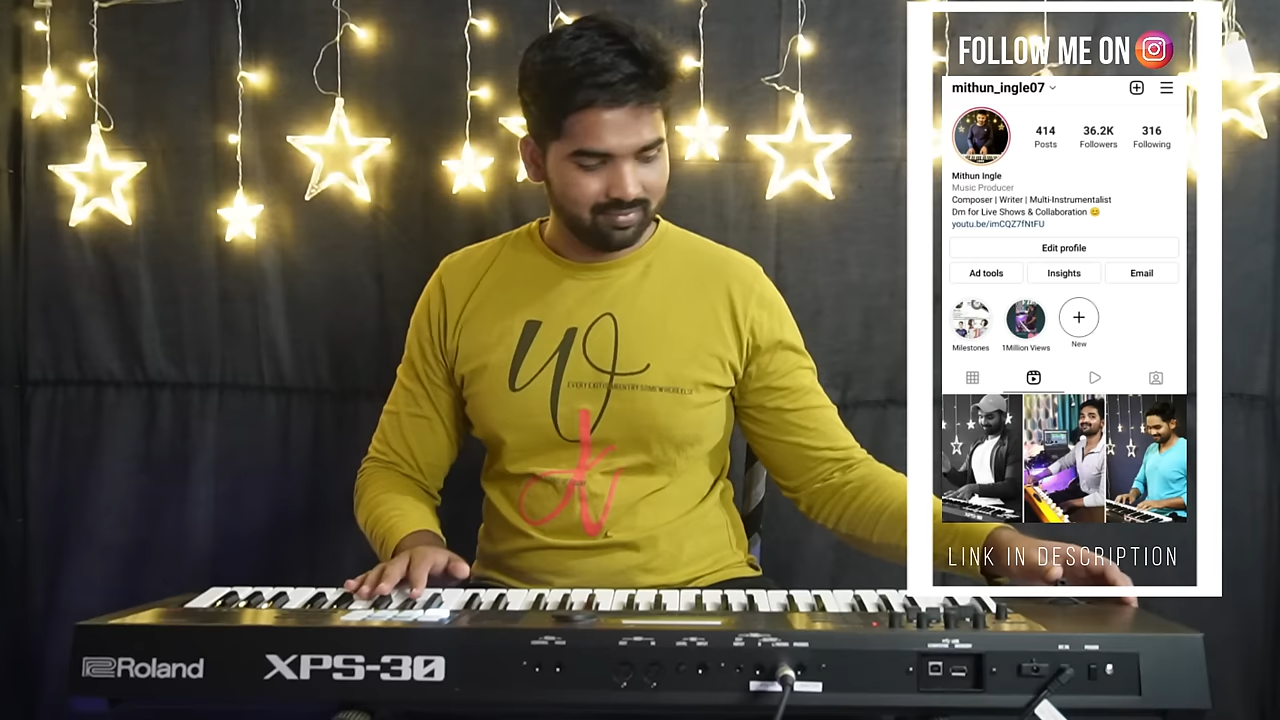 FOLLOW ME ON
mithun_ingle07
414
Posts
36.2K
Followers
316
Following
Mithun Ingle
Music Producer
Composer | Writer | Multi-Instrumentalist
Dm for Live Shows & Collaboration 😊
youtu.be/imCQZ7fNtFU
Edit profile
Ad tools
Insights
Email
Milestones
1Million Views
New
LINK IN DESCRIPTION
Roland
XPS-30